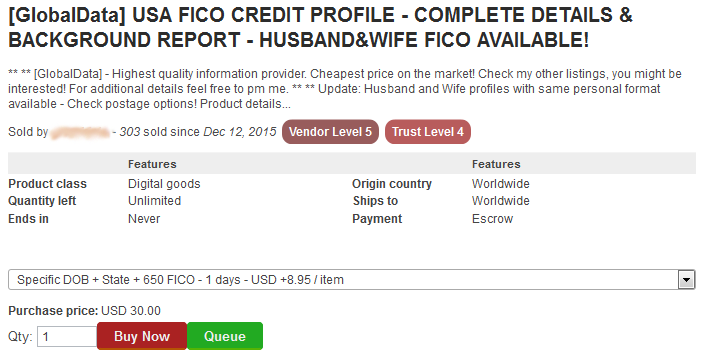 [GlobalData] USA FICO CREDIT PROFILE - COMPLETE DETAILS &
BACKGROUND REPORT - HUSBAND&WIFE FICO AVAILABLE!
** ** [GlobalData] - Highest quality information provider. Cheapest price on the market! Check my other listings, you might be
interested! For additional details feel free to pm me. ** ** Update: Husband and Wife profiles with same personal format
available - Check postage options! Product details...
Sold by - 303 sold since Dec 12, 2015 Vendor Level 5 Trust Level 4
Features Features
Product class Digital goods Origin country Worldwide
Quantity left Unlimited Ships to Worldwide
Ends in Never Payment Escrow
Specific DOB + State + 650 FICO - 1 days - USD +8.95 / item
Purchase price: USD 30.00
Qty: 1 Buy Now Queue